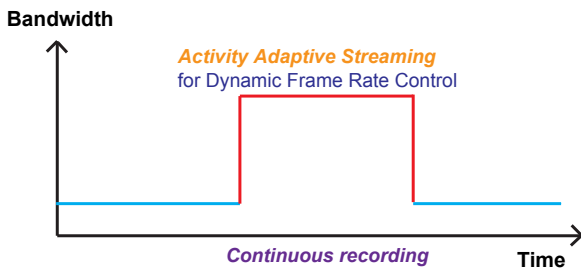 Bandwidth
Activity Adaptive Streaming
for Dynamic Frame Rate Control
Continuous recording
Time